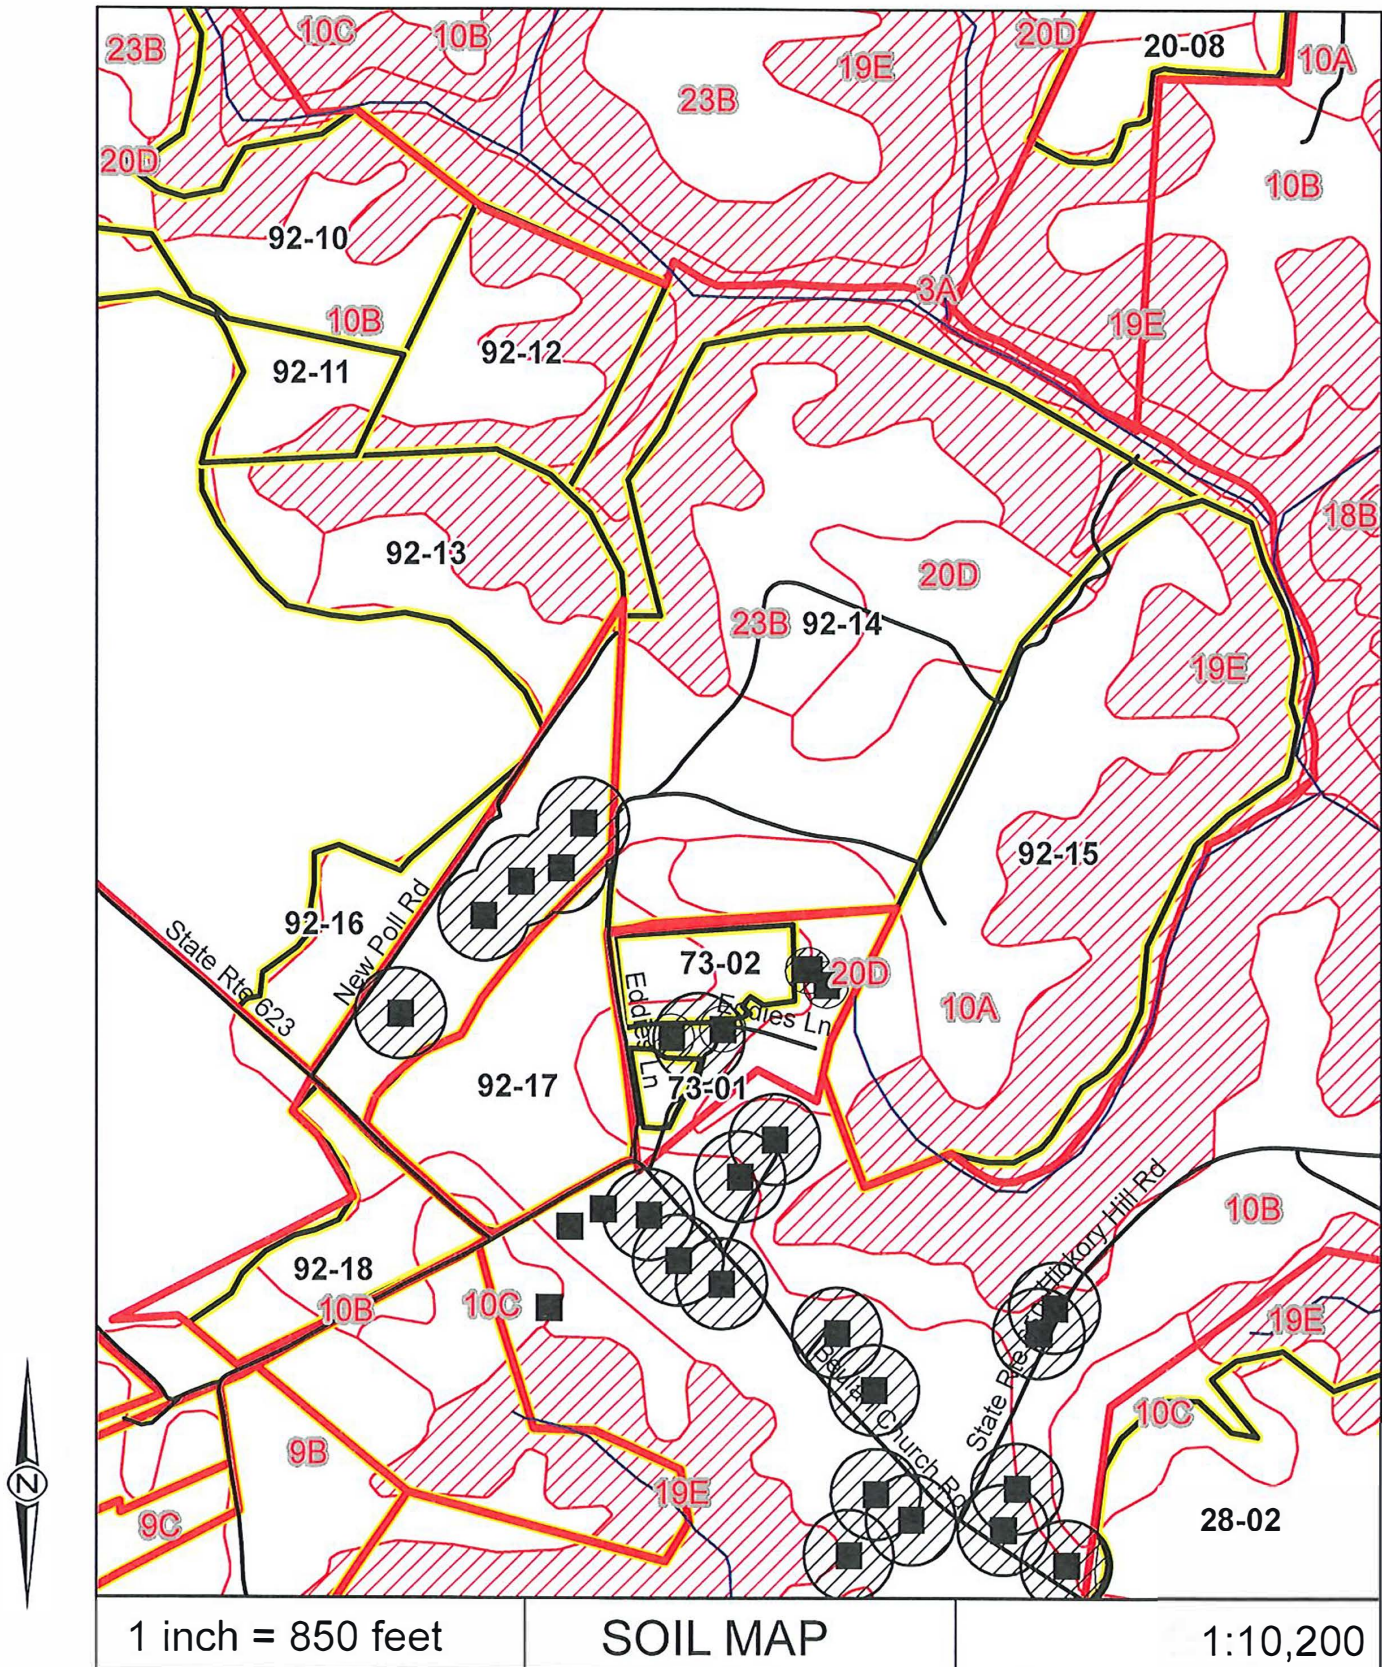 10C
20D
20-08
23B
10B
19E
10A
23B
20D
10B
92-10
3A
10B
19E
92-12
92-11
18B
92-13
20D
23B
92-14
19E
92-15
92-16
New Poll Rd
State Rte 623
73-02
20D
Eddies Ln
Eddies Ln
10A
92-17
73-01
Hickory Hill Rd
10B
92-18
10B
10C
19E
State Rte
Church Rd
10C
9B
19E
9C
28-02
N
1 inch = 850 feet
SOIL MAP
1:10,200